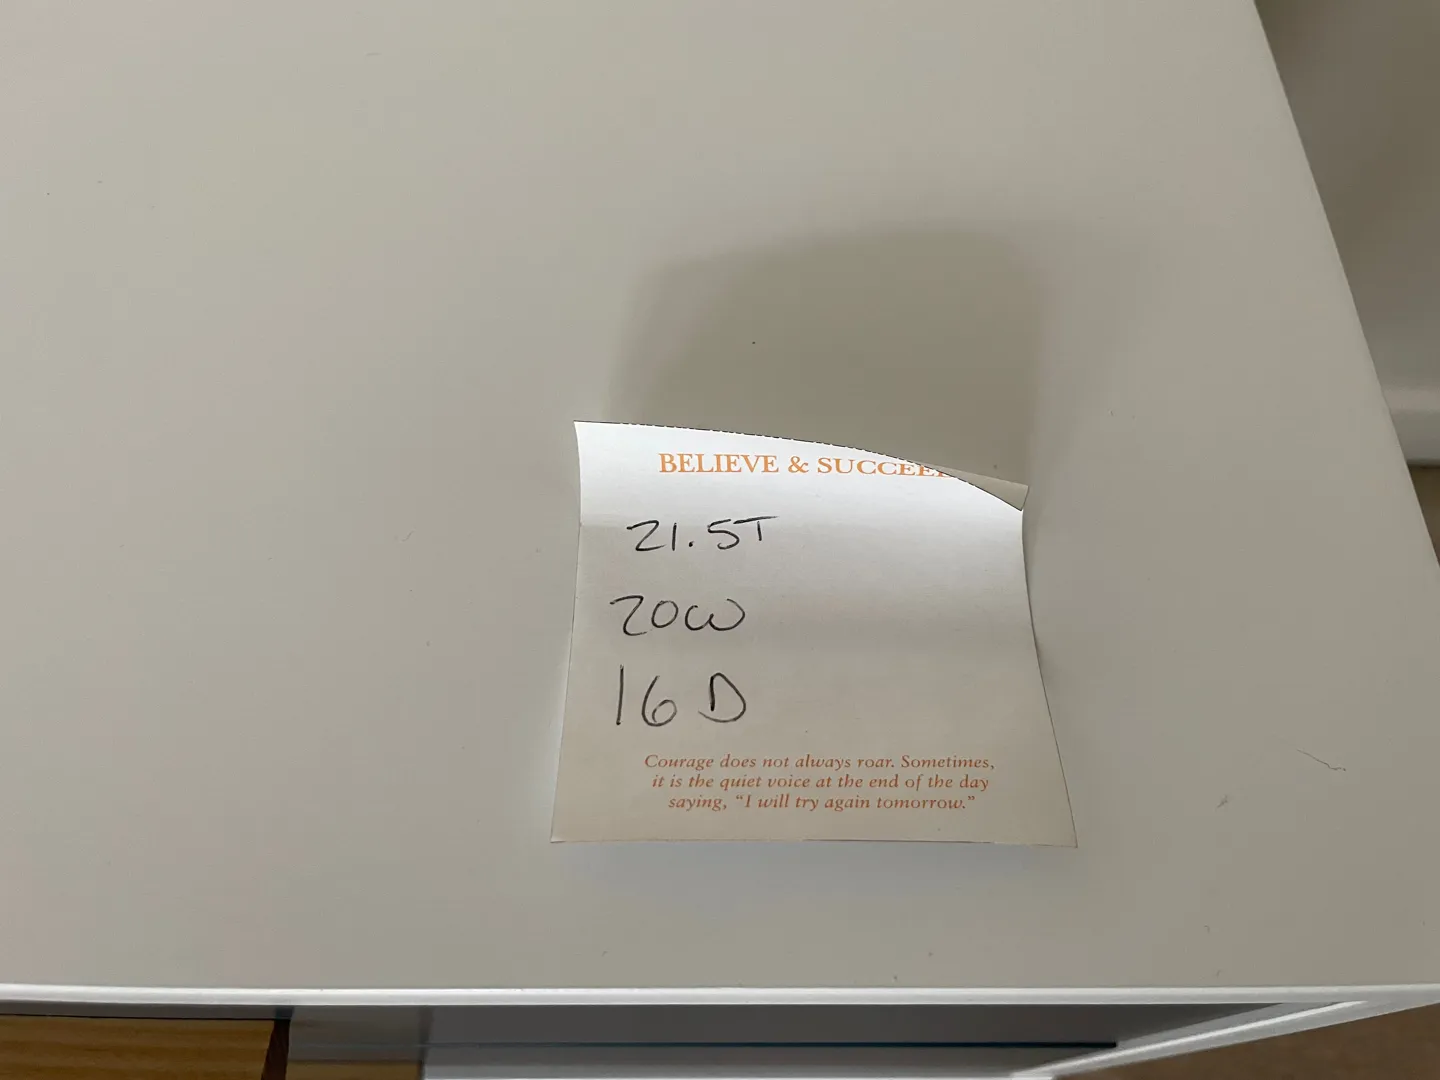 BELIEVE & SUCCEE
21.5T
20W
16D
Courage does not always roar. Sometimes,
it is the quiet voice at the end of the day
saying, “I will try again tomorrow.”